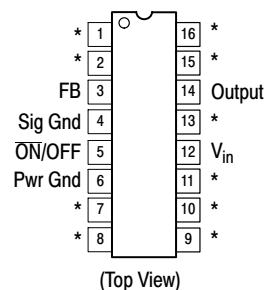 * 1 16 *
* 2 15 *
FB 3 14 Output
Sig Gnd 4 13 *
ON/OFF 5 12 Vin
Pwr Gnd 6 11 *
* 7 10 *
* 8 9 *
(Top View)